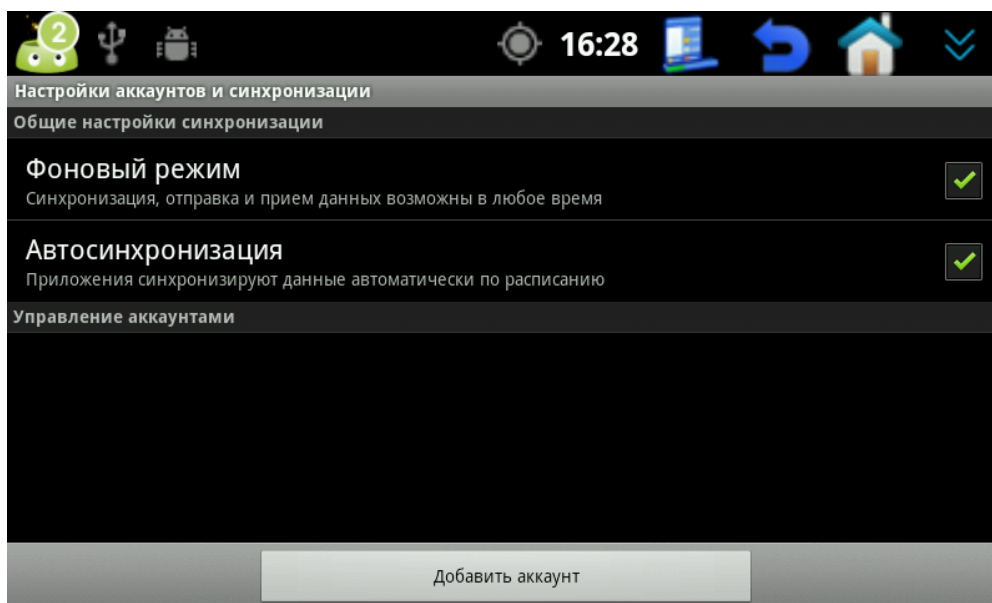 2
16:28
Настройки аккаунтов и синхронизации
Общие настройки синхронизации
Фоновый режим
Синхронизация, отправка и прием данных возможны в любое время
Автосинхронизация
Приложения синхронизируют данные автоматически по расписанию
Управление аккаунтами
Добавить аккаунт